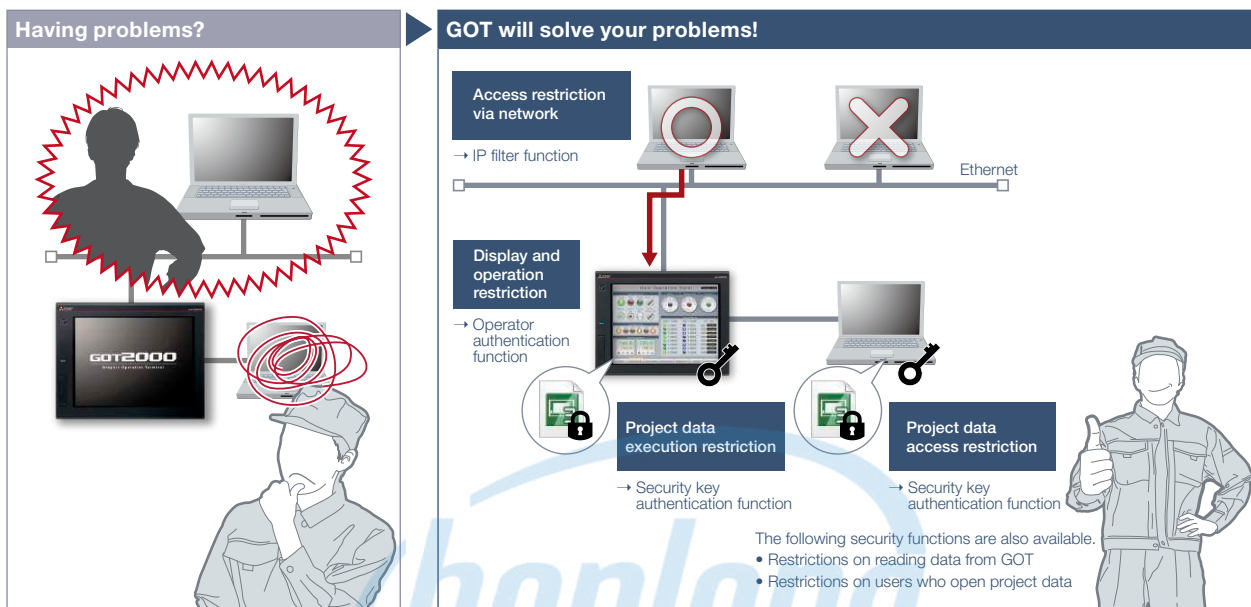 Having problems?
GOT2000
Graphic Operation Terminal
GOT will solve your problems!
Access restriction
via network
→ IP filter function
Ethernet
Display and
operation
restriction
→ Operator
authentication
function
Project data
execution restriction
→ Security key
authentication function
Project data
access restriction
→ Security key
authentication function
The following security functions are also available.
• Restrictions on reading data from GOT
• Restrictions on users who open project data